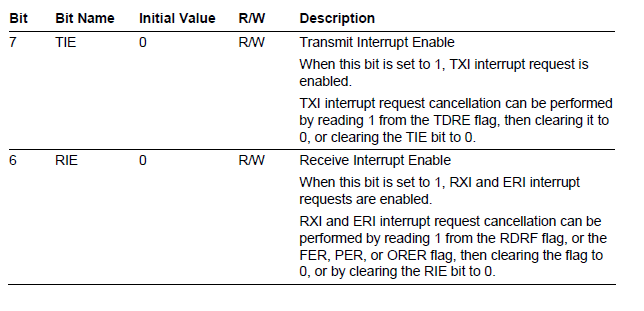 Bit Bit Name Initial Value R/W Description
7 TIE 0 R/W Transmit Interrupt Enable
When this bit is set to 1, TXI interrupt request is
enabled.
TXI interrupt request cancellation can be performed
by reading 1 from the TDRE flag, then clearing it to
0, or clearing the TIE bit to 0.
6 RIE 0 R/W Receive Interrupt Enable
When this bit is set to 1, RXI and ERI interrupt
requests are enabled.
RXI and ERI interrupt request cancellation can be
performed by reading 1 from the RDRF flag, or the
FER, PER, or ORER flag, then clearing the flag to
0, or by clearing the RIE bit to 0.